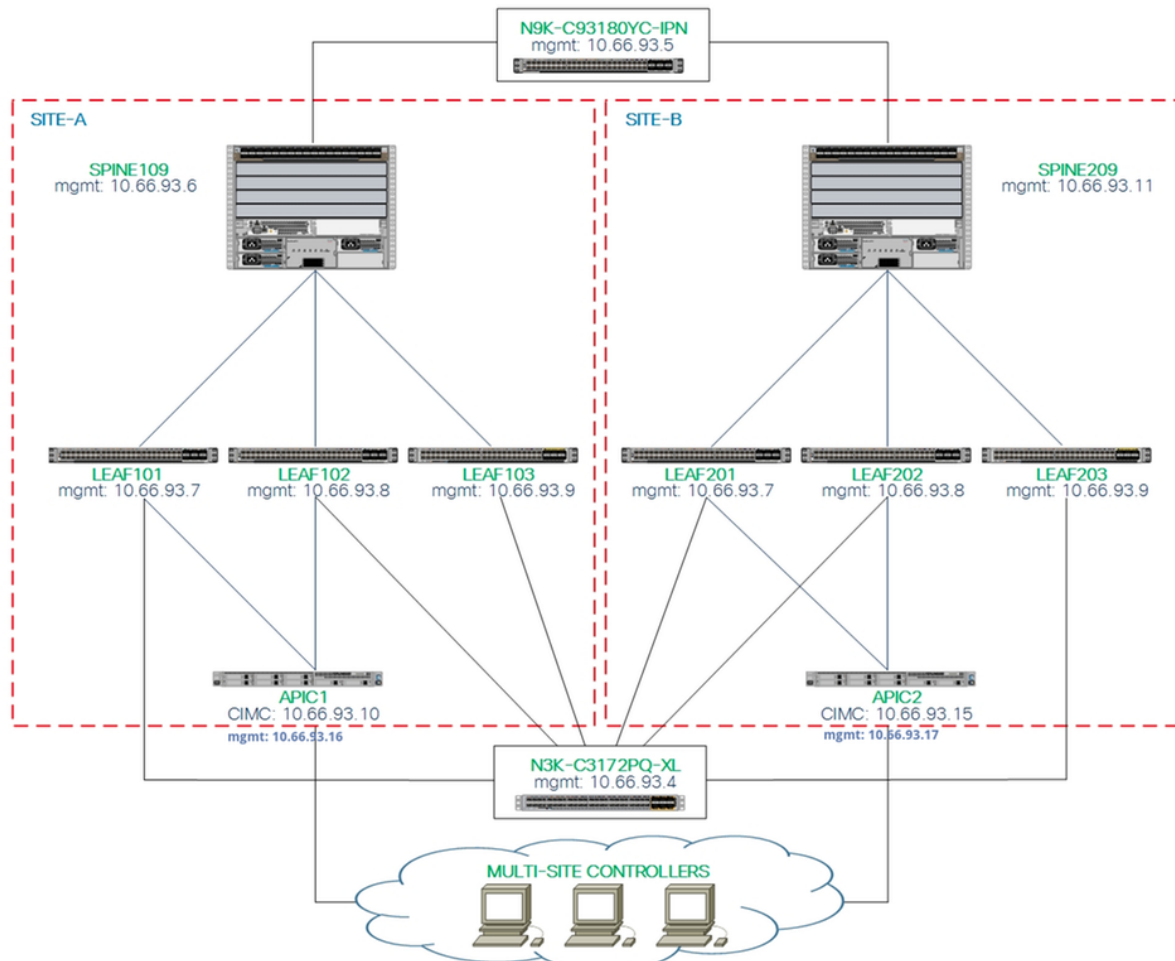 N9K-C93180YC-IPN
mgmt: 10.66.93.5
SITE-A
SITE-B
SPINE109
mgmt: 10.66.93.6
SPINE209
mgmt: 10.66.93.11
LEAF101
mgmt: 10.66.93.7
LEAF102
mgmt: 10.66.93.8
LEAF103
mgmt: 10.66.93.9
LEAF201
mgmt: 10.66.93.7
LEAF202
mgmt: 10.66.93.8
LEAF203
mgmt: 10.66.93.9
APIC1
CIMC: 10.66.93.10
mgmt: 10.66.93.16
APIC2
CIMC: 10.66.93.15
mgmt: 10.66.93.17
N3K-C3172PQ-XL
mgmt: 10.66.93.4
MULTI-SITE CONTROLLERS